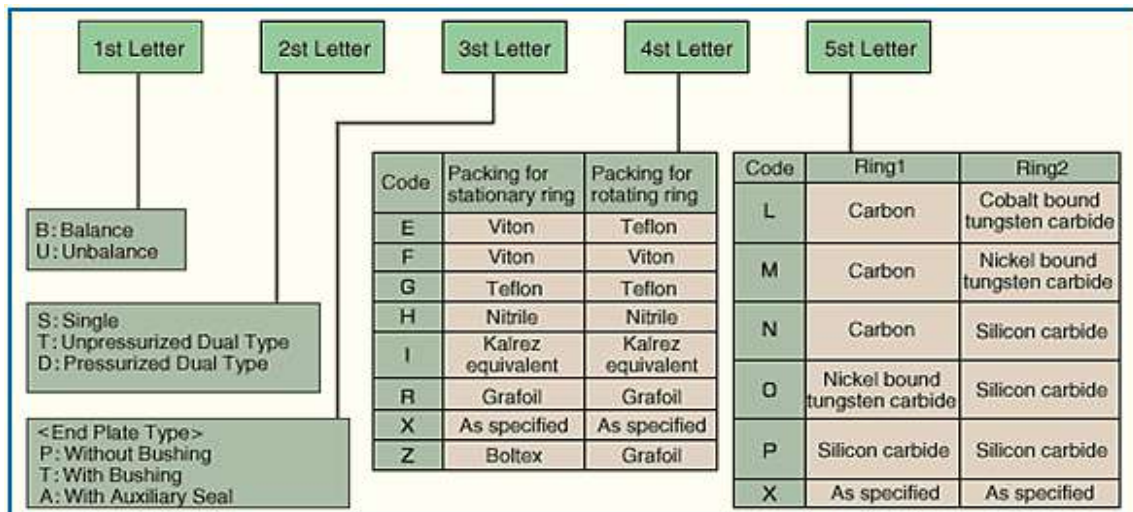 1st Letter
2st Letter
3st Letter
4st Letter
5st Letter
B: Balance
U: Unbalance
S: Single
T: Unpressurized Dual Type
D: Pressurized Dual Type
<End Plate Type>
P: Without Bushing
T: With Bushing
A: With Auxiliary Seal
Code Packing for stationary ring Packing for rotating ring
E Viton Teflon
F Viton Viton
G Teflon Teflon
H Nitrile Nitrile
I Kalrez equivalent Kalrez equivalent
R Grafoil Grafoil
X As specified As specified
Z Boltex Grafoil
Code Ring1 Ring2
L Carbon Cobalt bound tungsten carbide
M Carbon Nickel bound tungsten carbide
N Carbon Silicon carbide
O Nickel bound tungsten carbide Silicon carbide
P Silicon carbide Silicon carbide
X As specified As specified